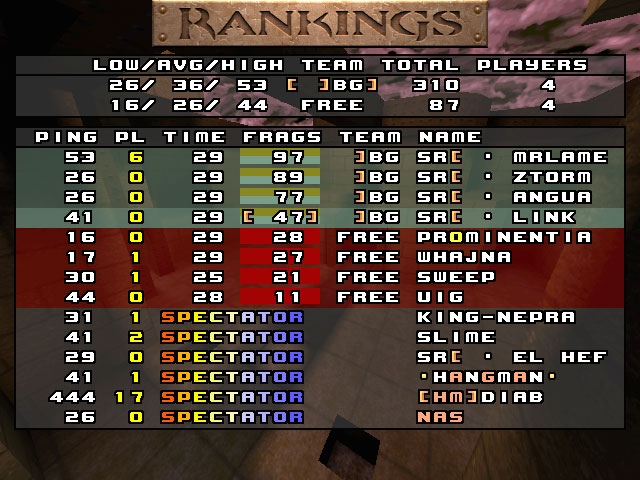 RANKINGS
LOW/AVG/HIGH TEAM TOTAL PLAYERS
26/ 36/ 53 [ ]BG] 310 4
16/ 26/ 44 FREE 87 4
PING PL TIME FRAGS TEAM NAME
53 6 29 97 ]BG SR[ · MRLAME
26 0 29 89 ]BG SR[ · ZTORM
26 0 29 77 ]BG SR[ · ANGUA
41 0 29 [ 47] ]BG SR[ · LINK
16 0 29 28 FREE PROMINENTIA
17 1 29 27 FREE WHAJNA
30 1 25 21 FREE SWEEP
44 0 28 11 FREE UIG
31 1 SPECTATOR KING-NEPRA
41 2 SPECTATOR SLIME
29 0 SPECTATOR SR[ · EL HEF
41 1 SPECTATOR ·HANGMAN·
444 17 SPECTATOR [HM]DIAB
26 0 SPECTATOR NAS